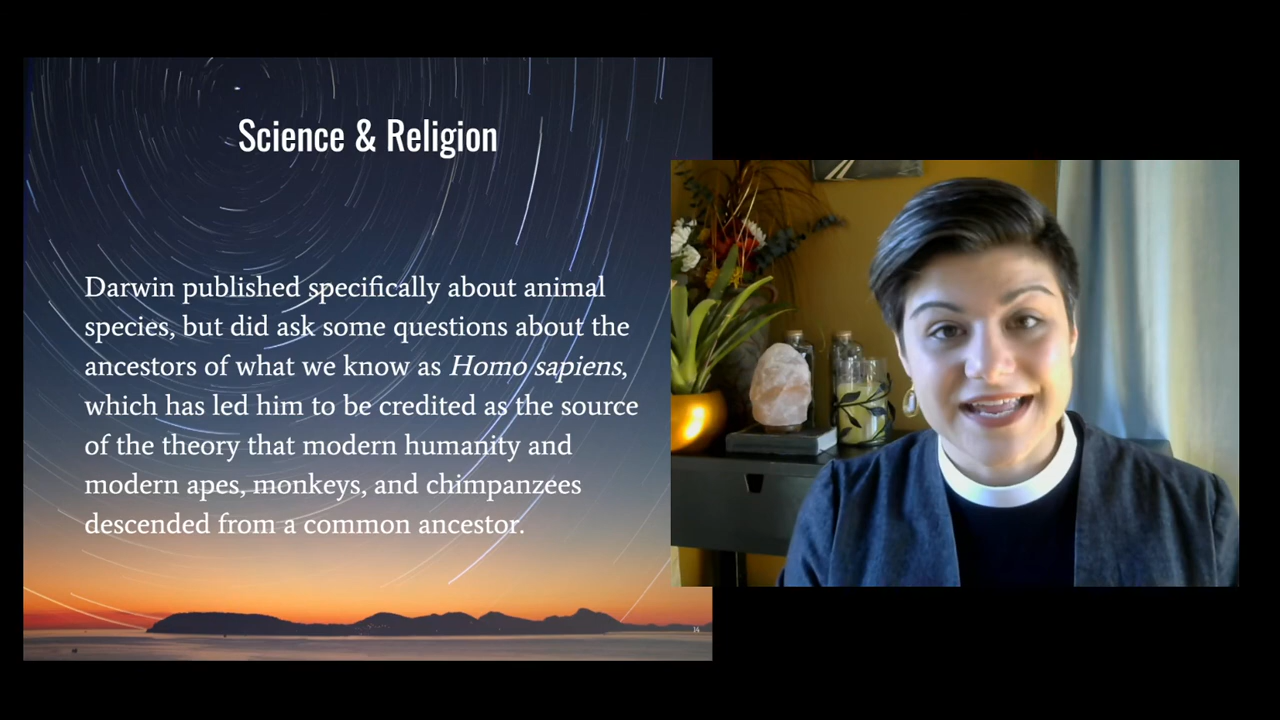 Science & Religion
Darwin published specifically about animal
species, but did ask some questions about the
ancestors of what we know as Homo sapiens,
which has led him to be credited as the source
of the theory that modern humanity and
modern apes, monkeys, and chimpanzees
descended from a common ancestor.
14